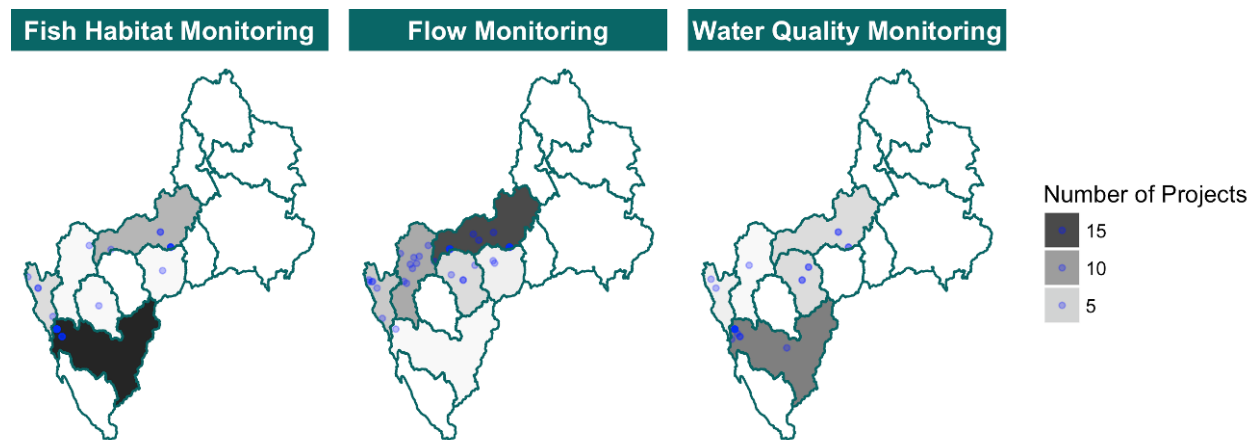 Fish Habitat Monitoring
Flow Monitoring
Water Quality Monitoring
Number of Projects
15
10
5